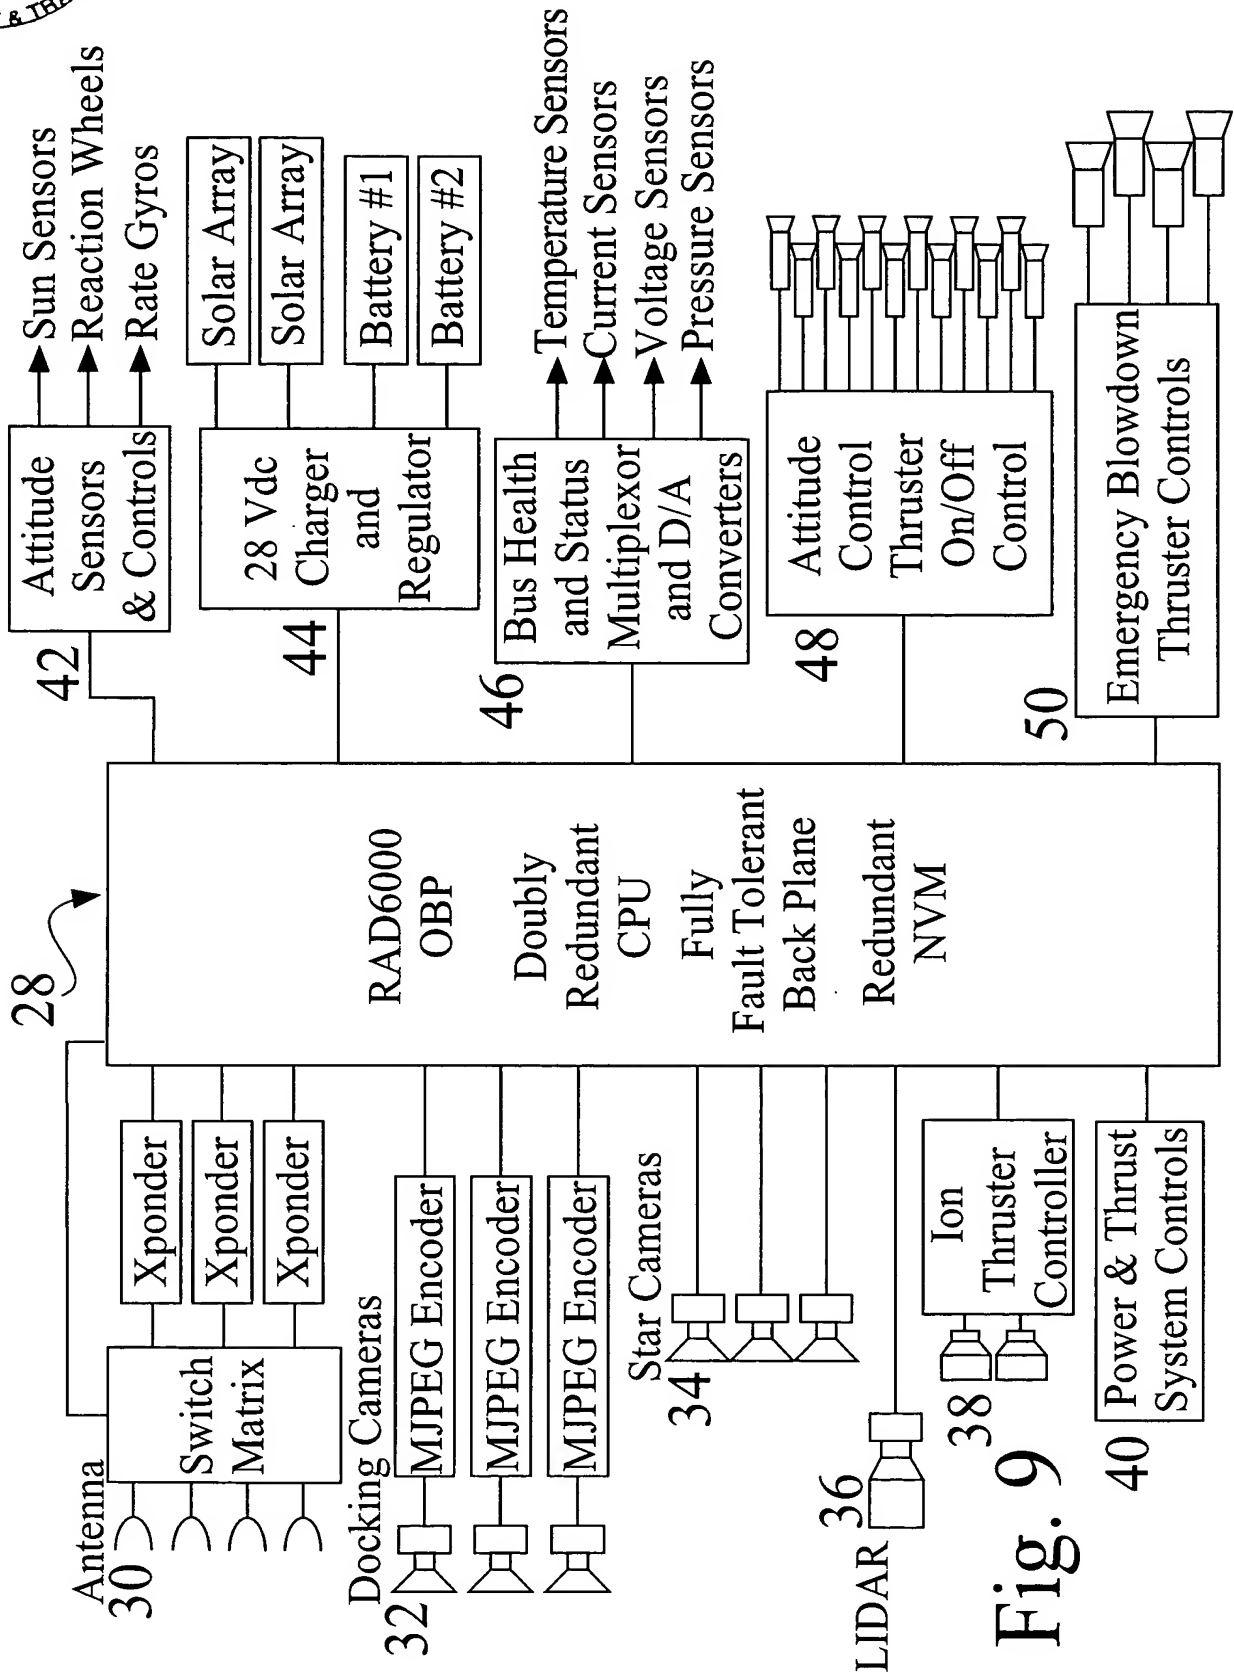 & TRA
28
Antenna
30
Switch
Matrix
Xponder
Xponder
Xponder
Docking Cameras
32
MJPEG Encoder
MJPEG Encoder
MJPEG Encoder
Star Cameras
34
LIDAR
36
38
Ion
Thruster
Controller
40
Power & Thrust
System Controls
RAD6000
OBP
Doubly
Redundant
CPU
Fully
Fault Tolerant
Back Plane
Redundant
NVM
42
Attitude
Sensors
& Controls
Sun Sensors
Reaction Wheels
Rate Gyros
44
28 Vdc
Charger
and
Regulator
Solar Array
Solar Array
Battery #1
Battery #2
46
Bus Health
and Status
Multiplexor
and D/A
Converters
Temperature Sensors
Current Sensors
Voltage Sensors
Pressure Sensors
48
Attitude
Control
Thruster
On/Off
Control
50
Emergency Blowdown
Thruster Controls
Fig. 9